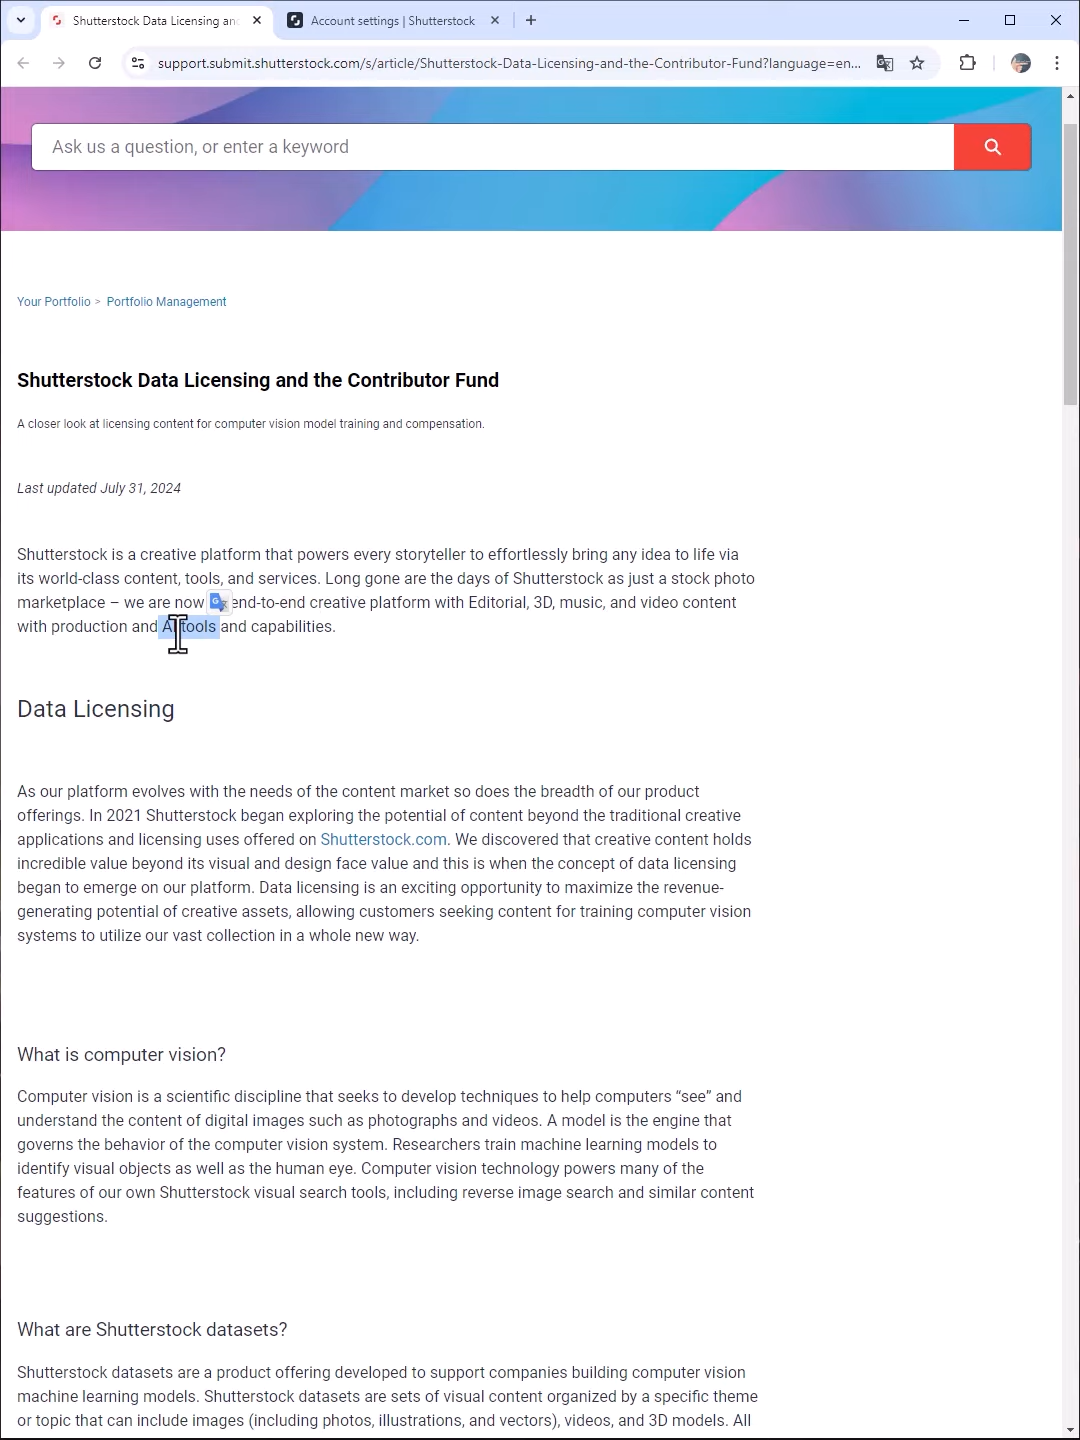 Shutterstock Data Licensing an
Account settings | Shutterstock
support.submit.shutterstock.com/s/article/Shutterstock-Data-Licensing-and-the-Contributor-Fund?language=en...
Ask us a question, or enter a keyword
Your Portfolio > Portfolio Management
Shutterstock Data Licensing and the Contributor Fund
A closer look at licensing content for computer vision model training and compensation.
Last updated July 31, 2024
Shutterstock is a creative platform that powers every storyteller to effortlessly bring any idea to life via
its world-class content, tools, and services. Long gone are the days of Shutterstock as just a stock photo
marketplace – we are now end-to-end creative platform with Editorial, 3D, music, and video content
with production and AI tools and capabilities.
Data Licensing
As our platform evolves with the needs of the content market so does the breadth of our product
offerings. In 2021 Shutterstock began exploring the potential of content beyond the traditional creative
applications and licensing uses offered on Shutterstock.com. We discovered that creative content holds
incredible value beyond its visual and design face value and this is when the concept of data licensing
began to emerge on our platform. Data licensing is an exciting opportunity to maximize the revenue-
generating potential of creative assets, allowing customers seeking content for training computer vision
systems to utilize our vast collection in a whole new way.
What is computer vision?
Computer vision is a scientific discipline that seeks to develop techniques to help computers “see” and
understand the content of digital images such as photographs and videos. A model is the engine that
governs the behavior of the computer vision system. Researchers train machine learning models to
identify visual objects as well as the human eye. Computer vision technology powers many of the
features of our own Shutterstock visual search tools, including reverse image search and similar content
suggestions.
What are Shutterstock datasets?
Shutterstock datasets are a product offering developed to support companies building computer vision
machine learning models. Shutterstock datasets are sets of visual content organized by a specific theme
or topic that can include images (including photos, illustrations, and vectors), videos, and 3D models. All